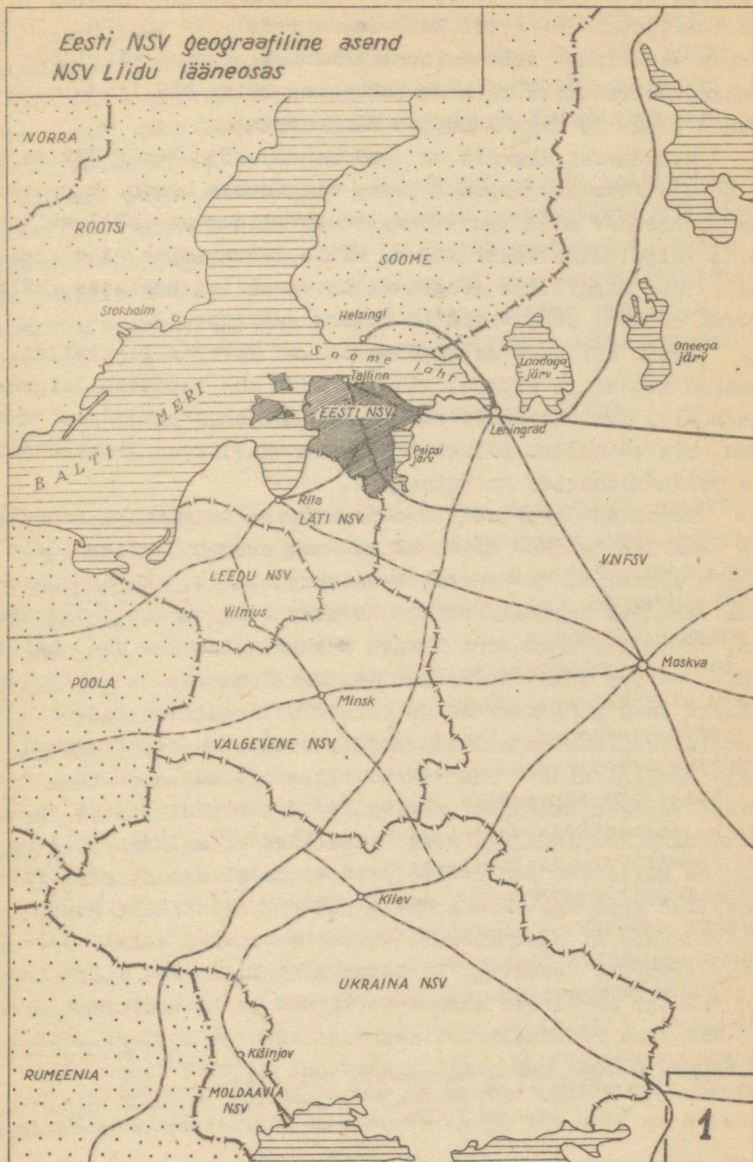 Eesti NSV geograafiline asend
NSV Liidu lääneosas
NORRA
ROOTSI
SOOME
Stokholm
Helsingi
Soome laht
Laadoga
järv
Oneega
järv
Tallinn
BALTI MERI
EESTI NSV
Leningrad
Peipsi
järv
Riia
LÄTI NSV
VNFSV
LEEDU NSV
Vilnius
Moskva
POOLA
Minsk
VALGEVENE NSV
Kiiev
UKRAINA NSV
Kišinjov
RUMEENIA
MOLDAAVIA
NSV
1